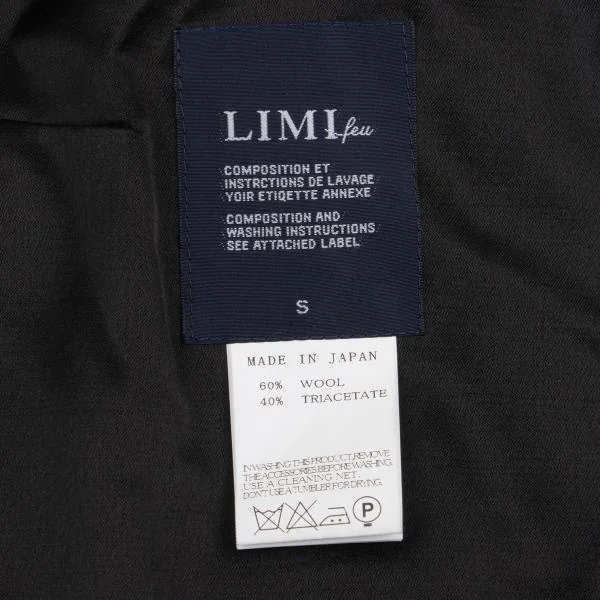 LIMI feu
COMPOSITION ET
INSTRCTIONS DE LAVAGE
YOIR ETIQETTE ANNEXE
COMPOSITION AND
WASHING INSTRUCTIONS
SEE ATTACHED LABEL
S
MADE IN JAPAN
60% WOOL
40% TRIACETATE
IN WASHING THIS PRODUCT,REMOVE
THE ACCESSORIES BEFORE WASHING.
USE A CLEANING NET.
DON'T USE A TUMBLER FOR DRYING.
P